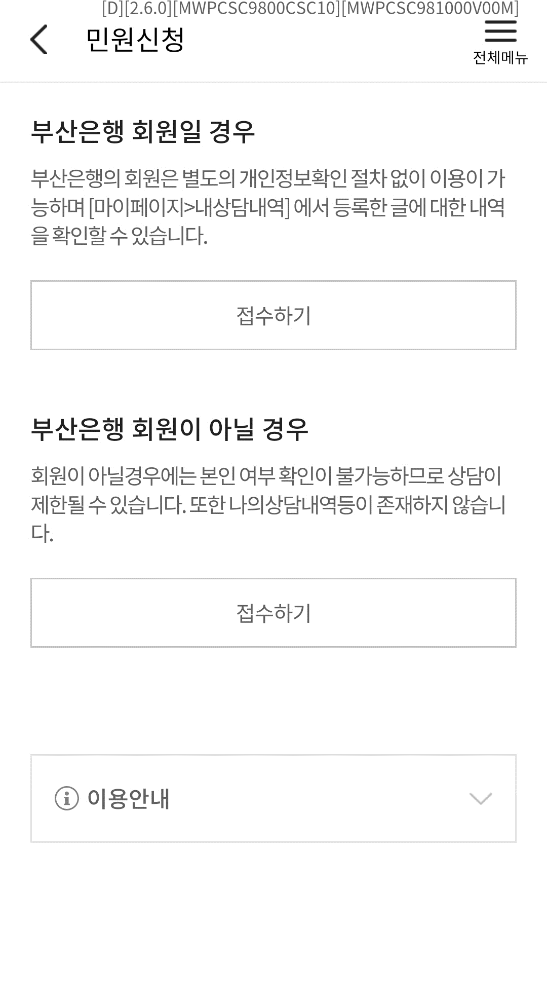 [D][2.6.0][MWPCSC9800CSC10][MWPCSC981000V00M]
민원신청
전체메뉴
부산은행 회원일 경우
부산은행의 회원은 별도의 개인정보확인 절차 없이 이용이 가
능하며 [마이페이지>내상담내역] 에서 등록한 글에 대한 내역
을 확인할 수 있습니다.
접수하기
부산은행 회원이 아닐 경우
회원이 아닐경우에는 본인 여부 확인이 불가능하므로 상담이
제한될 수 있습니다. 또한 나의상담내역등이 존재하지 않습니
다.
접수하기
이용안내